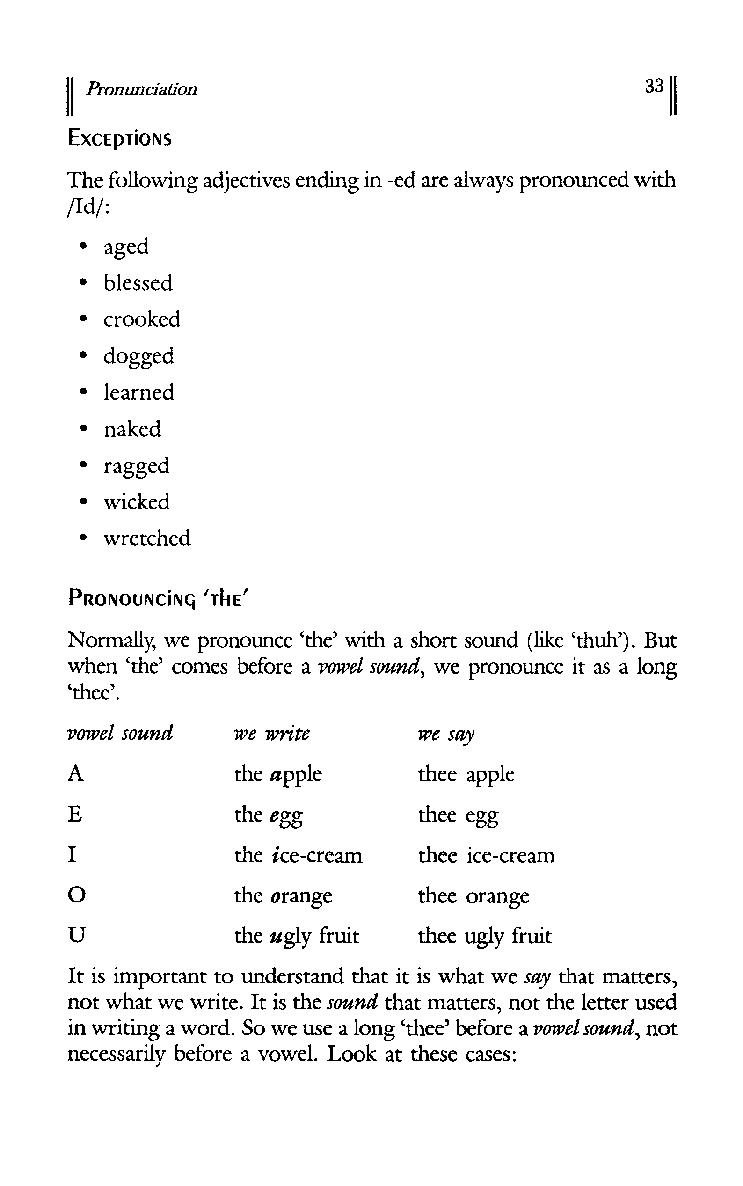 Pronunciation 33
Exceptions
The following adjectives ending in -ed are always pronounced with
/Id/:
• aged
• blessed
• crooked
• dogged
• learned
• naked
• ragged
• wicked
• wretched
Pronouncing 'the'
Normally, we pronounce ‘the’ with a short sound (like ‘thuh’). But
when ‘the’ comes before a vowel sound, we pronounce it as a long
‘thee’.
vowel sound we write we say
A the apple thee apple
E the egg thee egg
I the ice-cream thee ice-cream
O the orange thee orange
U the ugly fruit thee ugly fruit
It is important to understand that it is what we say that matters,
not what we write. It is the sound that matters, not the letter used
in writing a word. So we use a long ‘thee’ before a vowel sound, not
necessarily before a vowel. Look at these cases: